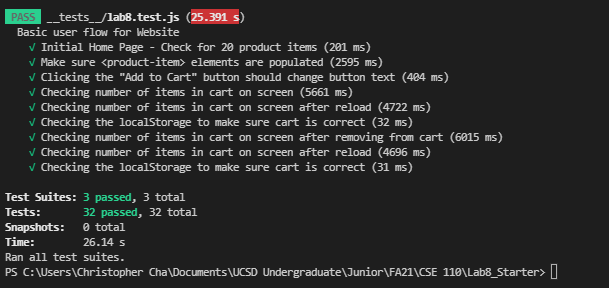 PASS __tests__/lab8.test.js (25.391 s)
Basic user flow for Website
√ Initial Home Page - Check for 20 product items (201 ms)
√ Make sure <product-item> elements are populated (2595 ms)
√ Clicking the "Add to Cart" button should change button text (404 ms)
√ Checking number of items in cart on screen (5661 ms)
√ Checking number of items in cart on screen after reload (4722 ms)
√ Checking the localStorage to make sure cart is correct (32 ms)
√ Checking number of items in cart on screen after removing from cart (6015 ms)
√ Checking number of items in cart on screen after reload (4696 ms)
√ Checking the localStorage to make sure cart is correct (31 ms)
Test Suites: 3 passed, 3 total
Tests: 32 passed, 32 total
Snapshots: 0 total
Time: 26.14 s
Ran all test suites.
PS C:\Users\Christopher Cha\Documents\UCSD Undergraduate\Junior\FA21\CSE 110\Lab8_Starter>